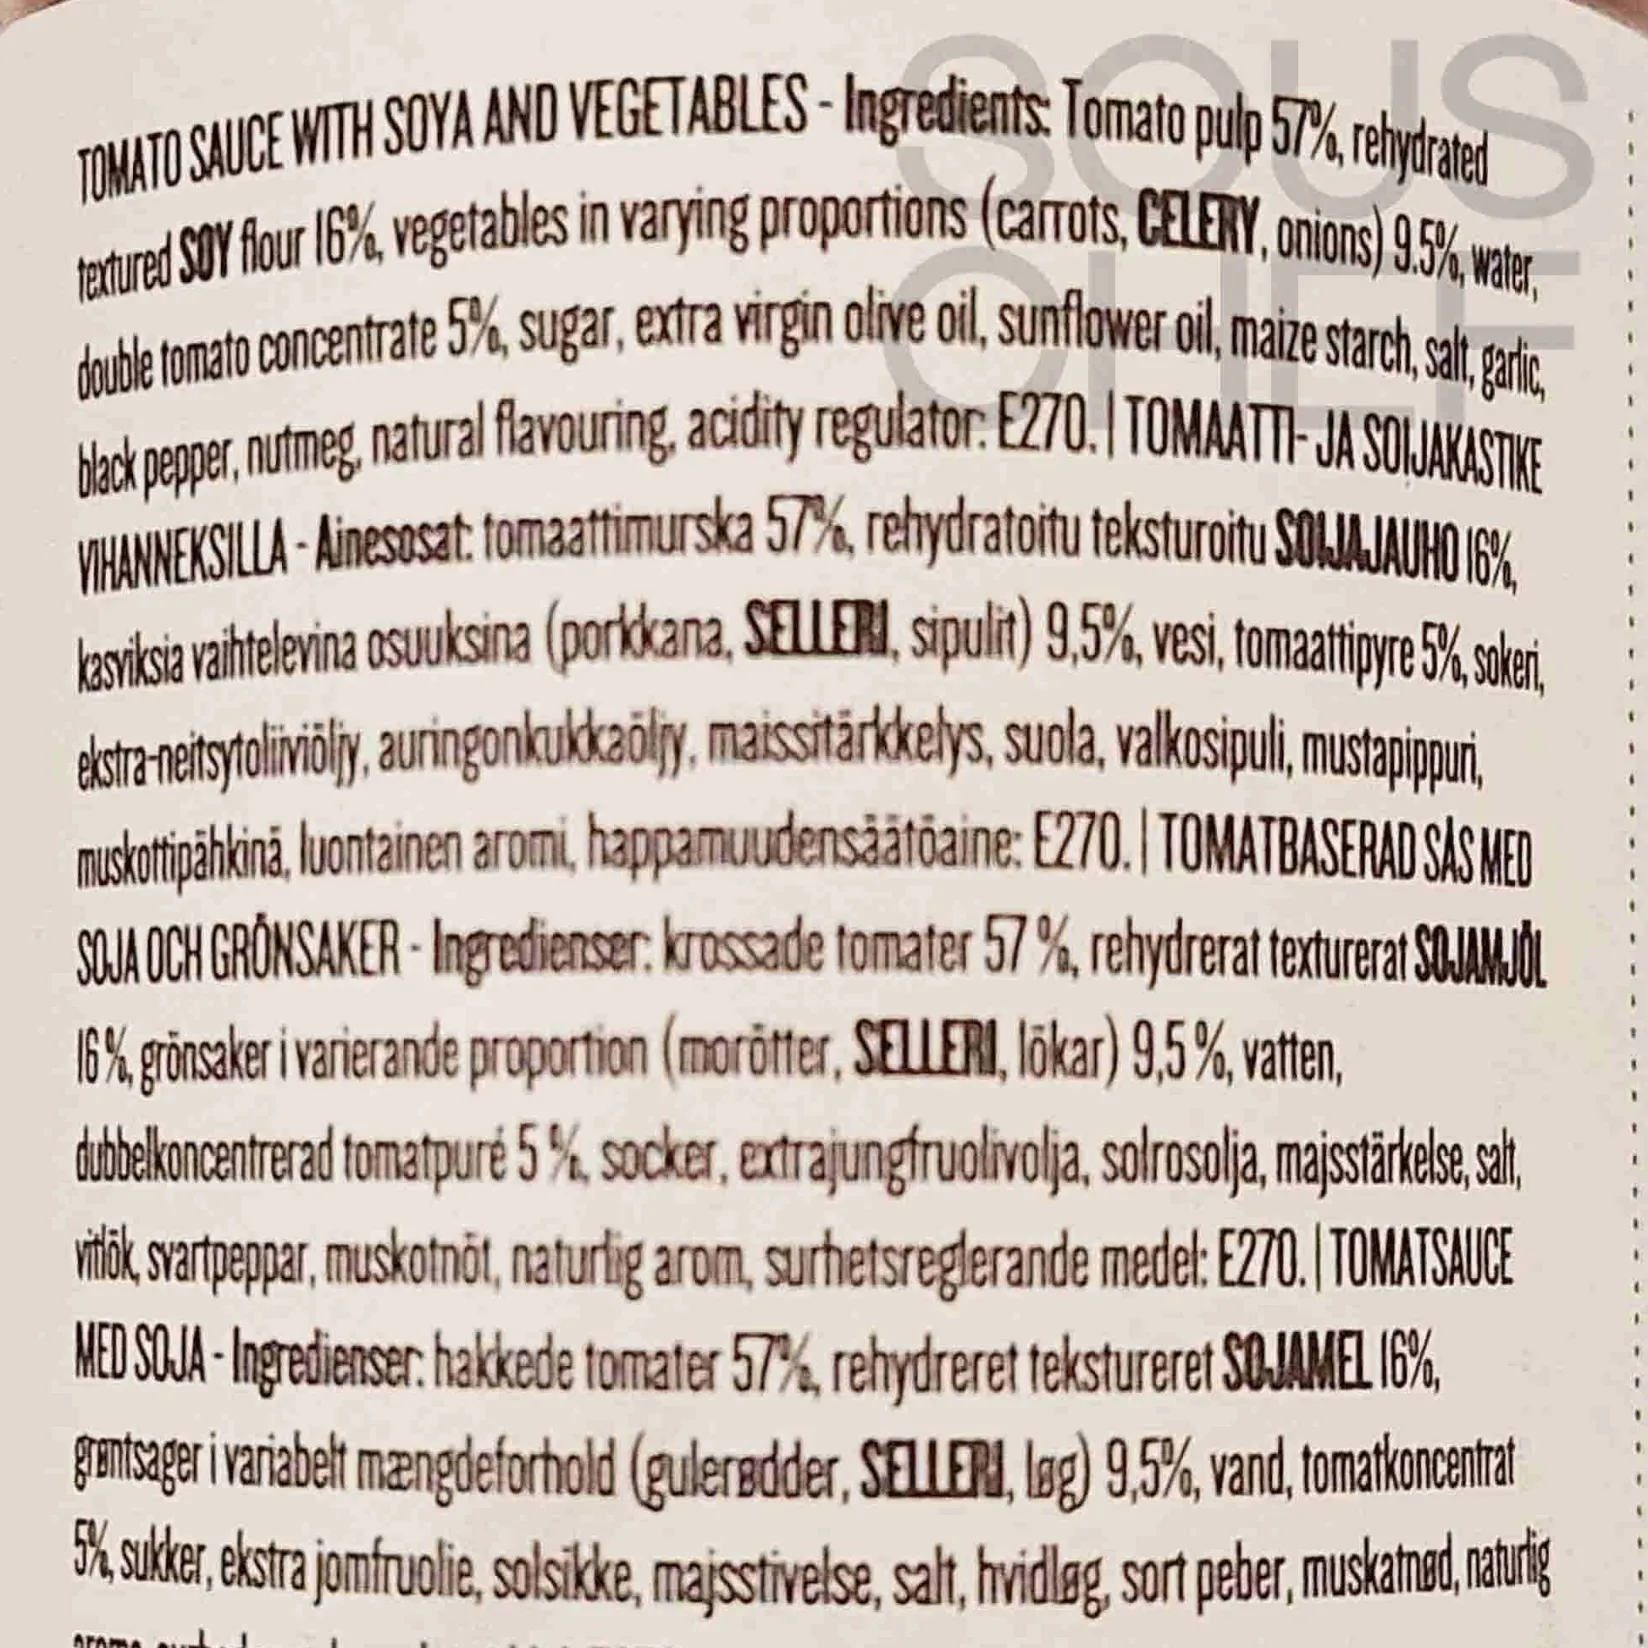 SOUS
CHEF
TOMATO SAUCE WITH SOYA AND VEGETABLES - Ingredients: Tomato pulp 57%, rehydrated
textured SOY flour 16%, vegetables in varying proportions (carrots, CELERY, onions) 9.5%, water,
double tomato concentrate 5%, sugar, extra virgin olive oil, sunflower oil, maize starch, salt, garlic,
black pepper, nutmeg, natural flavouring, acidity regulator: E270. | TOMAATTI- JA SOIJAKASTIKE
VIHANNEKSILLA - Ainesosat: tomaattimurska 57%, rehydratoitu teksturoitu SOIJAJAUHO 16%,
kasviksia vaihtelevina osuuksina (porkkana, SELLERI, sipulit) 9,5%, vesi, tomaattipyre 5%, sokeri,
ekstra-neitsytoliiviöljy, auringonkukkaöljy, maissitärkkelys, suola, valkosipuli, mustapippuri,
muskottipähkinä, luontainen aromi, happamuudensäätöaine: E270. | TOMATBASERAD SÅS MED
SOJA OCH GRÖNSAKER - Ingredienser: krossade tomater 57 %, rehydrerat texturerat SOJAMJÖL
16 %, grönsaker i varierande proportion (morötter, SELLERI, lökar) 9,5 %, vatten,
dubbelkoncentrerad tomatpuré 5 %, socker, extrajungfruolivolja, solrosolja, majsstärkelse, salt,
vitlök, svartpeppar, muskotnöt, naturlig arom, surhetsreglerande medel: E270. | TOMATSAUCE
MED SOJA - Ingredienser: hakkede tomater 57%, rehydreret tekstureret SOJAMEL 16%,
grøntsager i variabelt mængdeforhold (gulerødder, SELLERI, løg) 9,5%, vand, tomatkoncentrat
5%, sukker, ekstra jomfruolie, solsikke, majsstivelse, salt, hvidløg, sort peber, muskatnød, naturlig